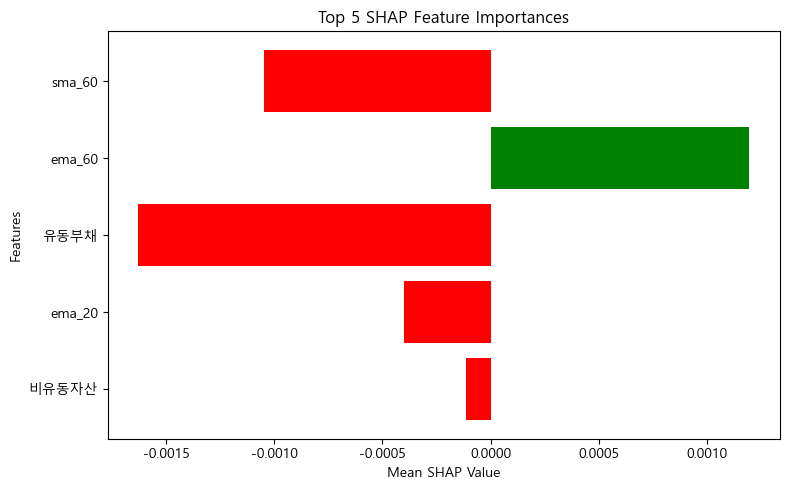 Top 5 SHAP Feature Importances
sma_60
ema_60
유동부채
ema_20
비유동자산
Features
-0.0015 -0.0010 -0.0005 0.0000 0.0005 0.0010
Mean SHAP Value